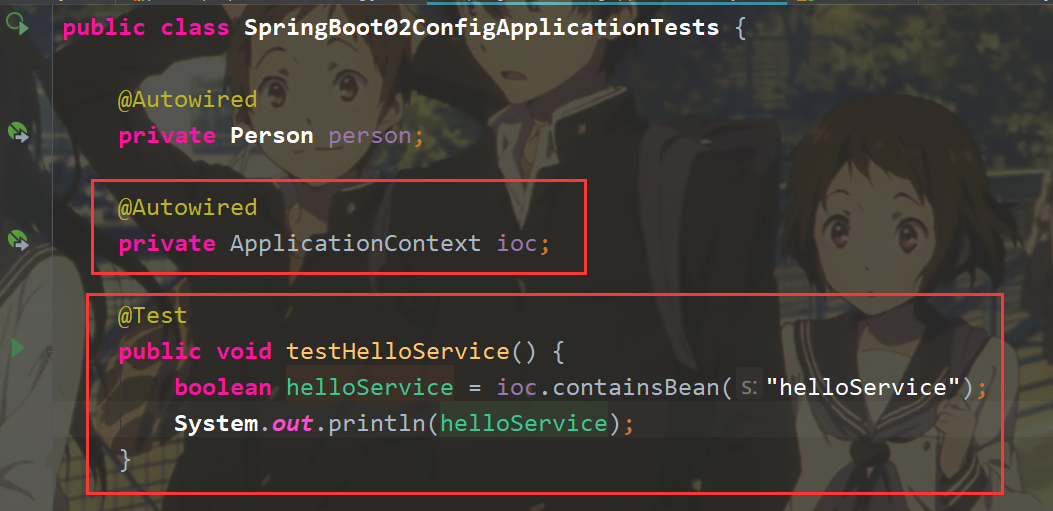 public class SpringBoot02ConfigApplicationTests {
@Autowired
private Person person;
@Autowired
private ApplicationContext ioc;
@Test
public void testHelloService() {
boolean helloService = ioc.containsBean( s: "helloService");
System.out.println(helloService);
}